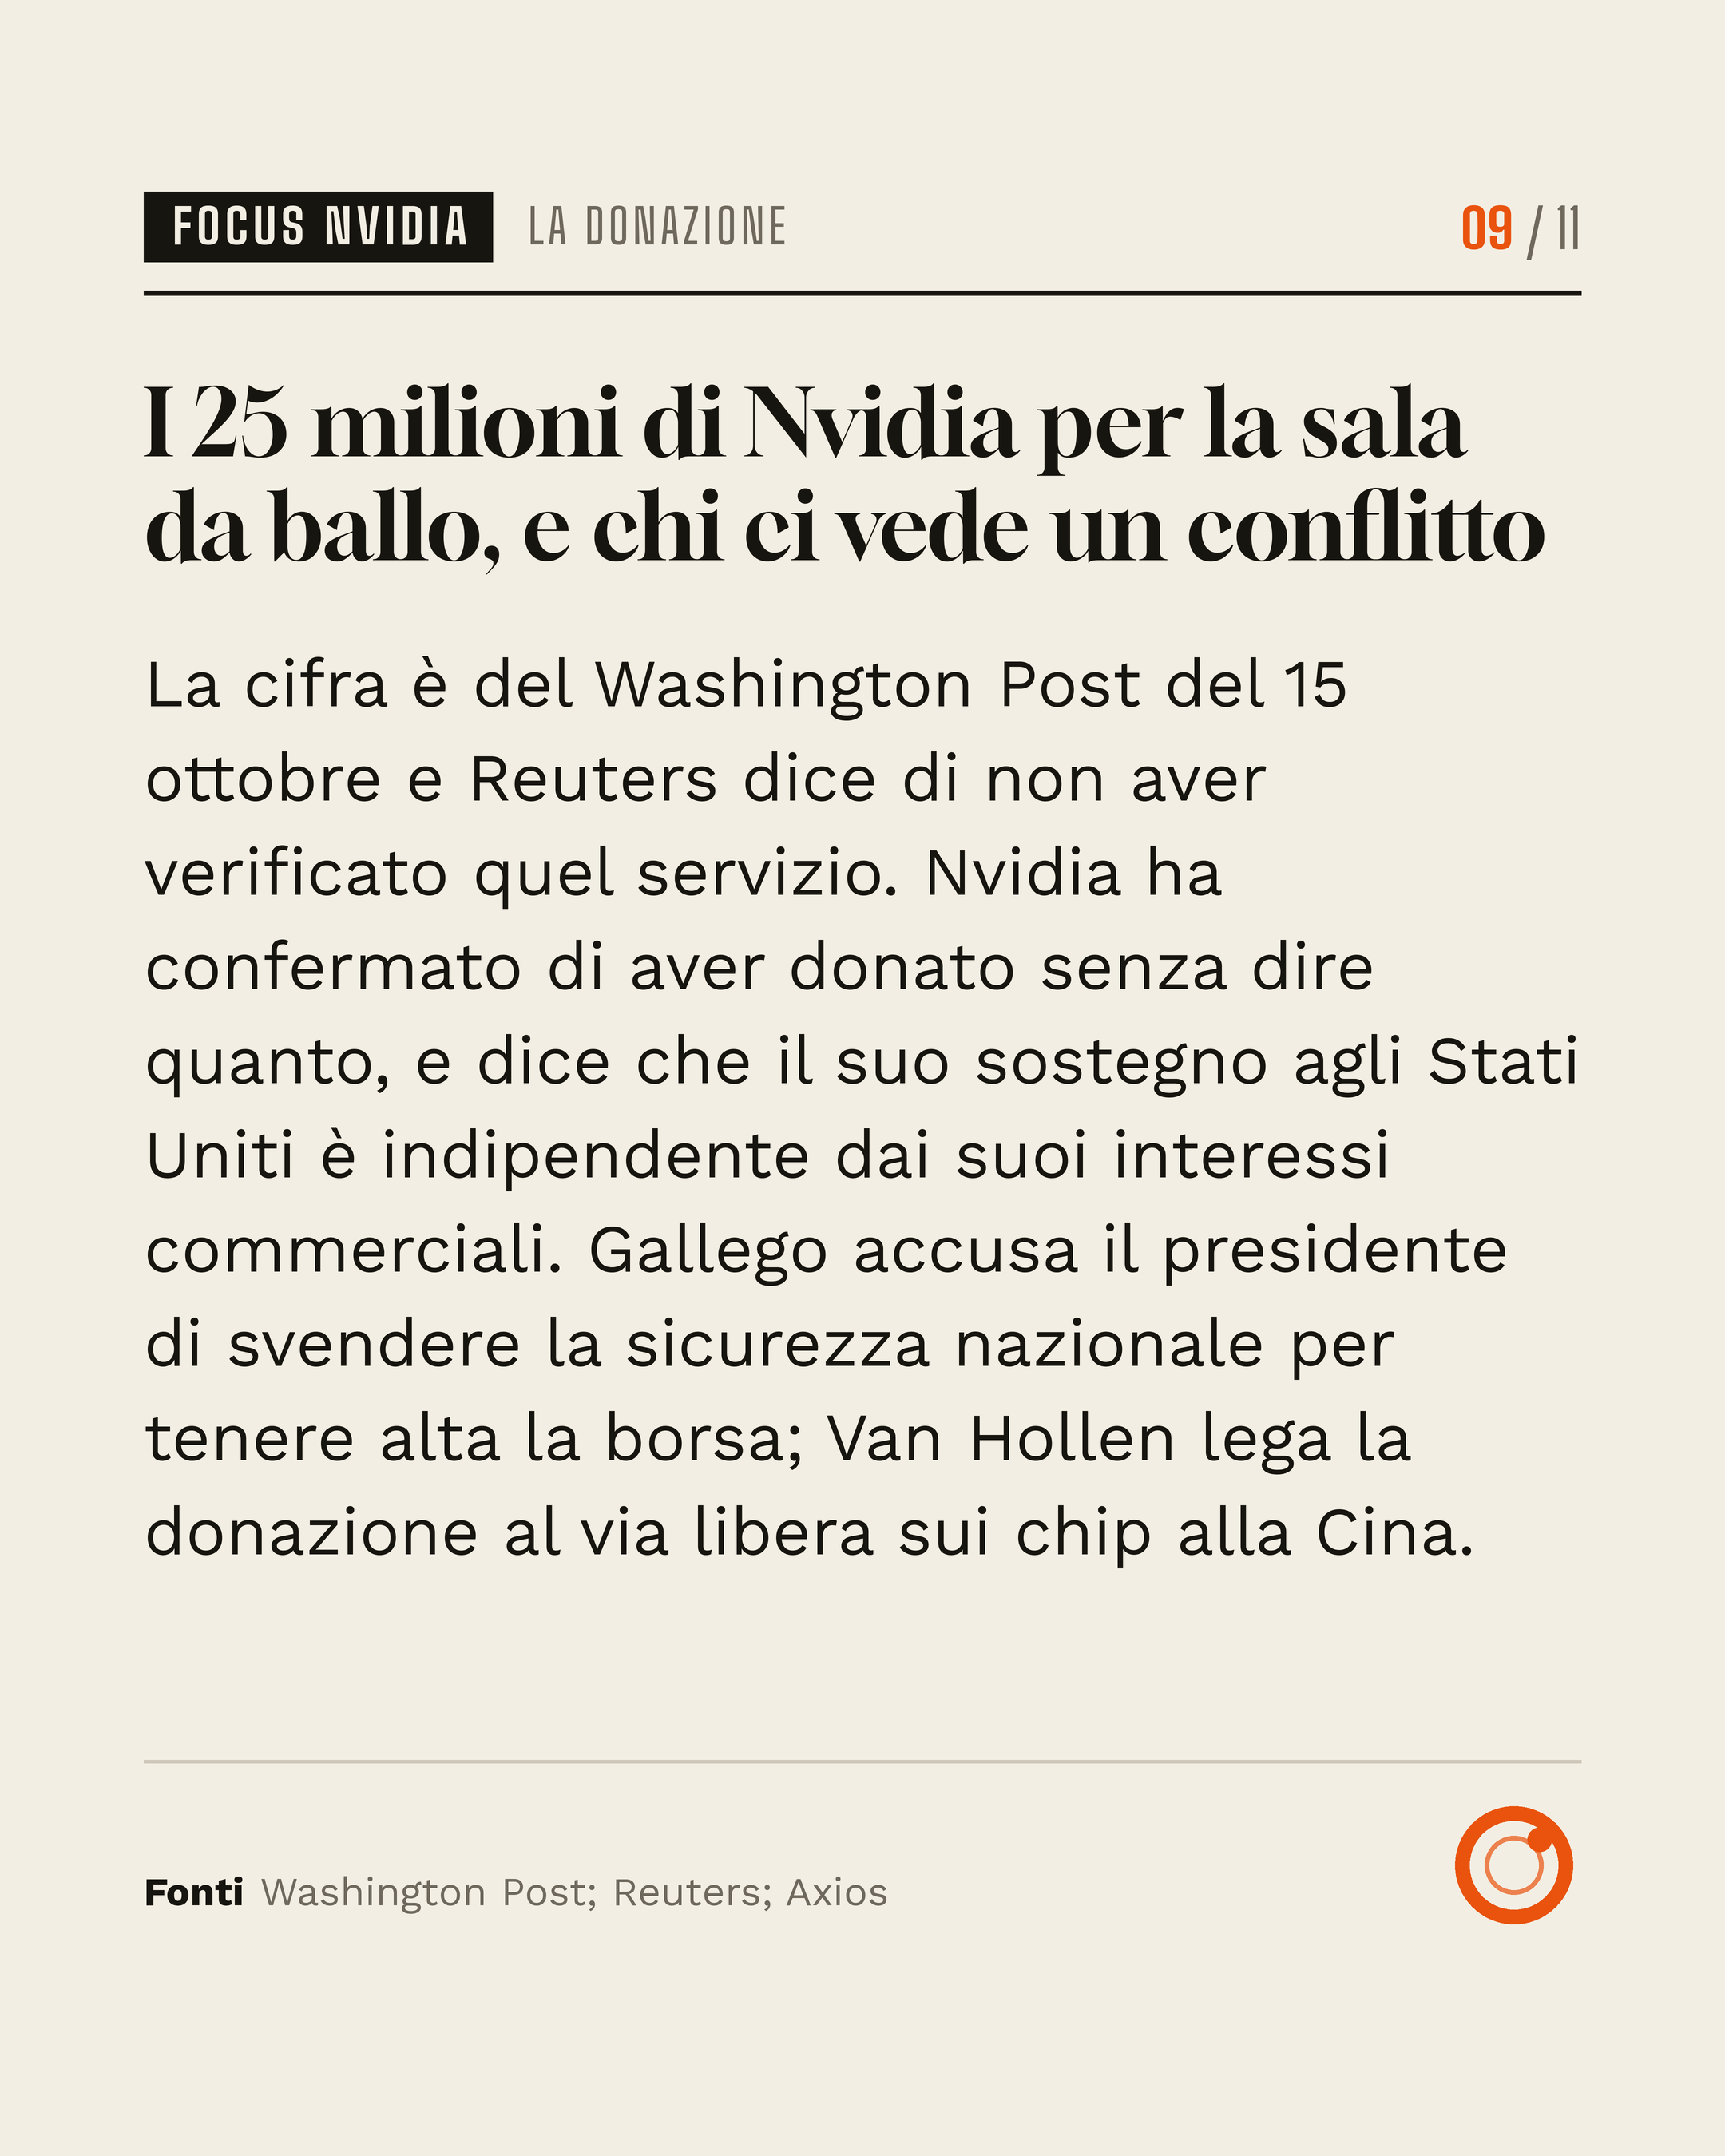 FOCUS NVIDIA LA DONAZIONE 09 / 11
I 25 milioni di Nvidia per la sala
da ballo, e chi ci vede un conflitto
La cifra è del Washington Post del 15
ottobre e Reuters dice di non aver
verificato quel servizio. Nvidia ha
confermato di aver donato senza dire
quanto, e dice che il suo sostegno agli Stati
Uniti è indipendente dai suoi interessi
commerciali. Gallego accusa il presidente
di svendere la sicurezza nazionale per
tenere alta la borsa; Van Hollen lega la
donazione al via libera sui chip alla Cina.
Fonti Washington Post; Reuters; Axios